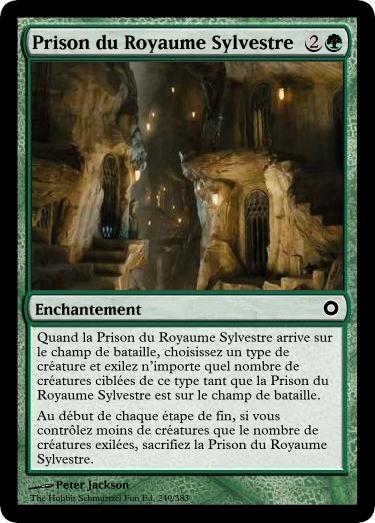 Prison du Royaume Sylvestre 2
Enchantement
Quand la Prison du Royaume Sylvestre arrive sur
le champ de bataille, choisissez un type de
créature et exilez n'importe quel nombre de
créatures ciblées de ce type tant que la Prison du
Royaume Sylvestre est sur le champ de bataille.
Au début de chaque étape de fin, si vous
contrôlez moins de créatures que le nombre de
créatures exilées, sacrifiez la Prison du Royaume
Sylvestre.
Peter Jackson
The Hobbit Schmurtzel Fun Ed. 249/383